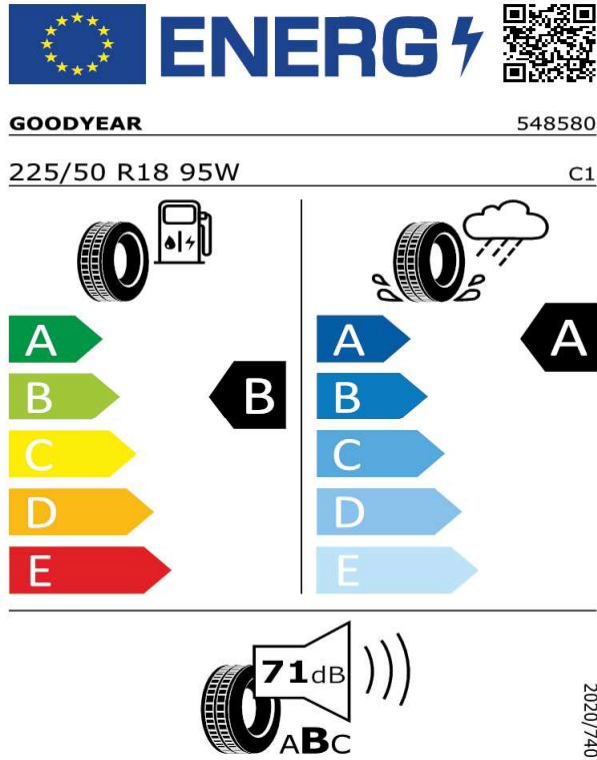 ENERG
GOODYEAR 548580
225/50 R18 95W C1
A A A
B B B
C C
D D
E E
71dB
ABC
2020/740